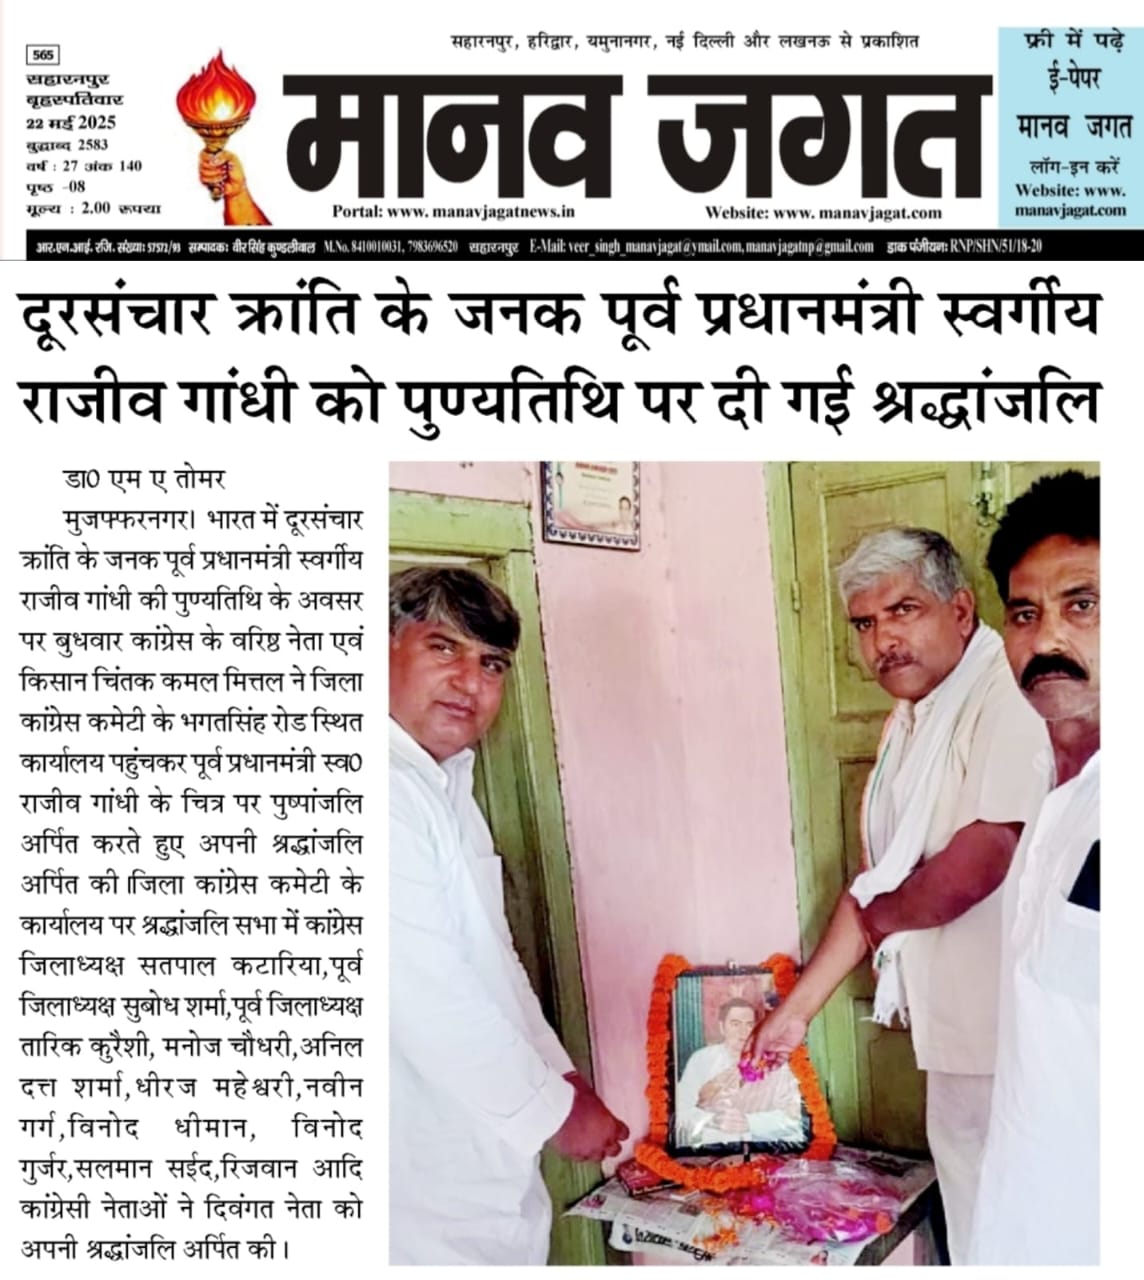 565
सहारनपुर
बृहस्पतिवार
22 मई 2025
बुद्धाब्द 2583
वर्ष : 27 अंक 140
पृष्ठ -08
मूल्य : 2.00 रूपया
सहारनपुर, हरिद्वार, यमुनानगर, नई दिल्ली और लखनऊ से प्रकाशित
मानव जगत
Portal: www. manavjagatnews.in
Website: www. manavjagat.com
फ्री में पढ़े
ई-पेपर
मानव जगत
लॉग-इन करें
Website: www.
manavjagat.com
आर.एन.आई. रजि. संख्या: 57572/93 सम्पादक: वीर सिंह कुण्डलीवाल M.No. 8410010031, 7983696520 सहारनपुर E-Mail: veer_singh_manavjagat@ymail.com, manavjagatnp@gmail.com डाक पंजीयन: RNP/SHN/51/18-20
दूरसंचार क्रांति के जनक पूर्व प्रधानमंत्री स्वर्गीय
राजीव गांधी को पुण्यतिथि पर दी गई श्रद्धांजलि
डा0 एम ए तोमर
मुजफ्फरनगर। भारत में दूरसंचार
क्रांति के जनक पूर्व प्रधानमंत्री स्वर्गीय
राजीव गांधी की पुण्यतिथि के अवसर
पर बुधवार कांग्रेस के वरिष्ठ नेता एवं
किसान चिंतक कमल मित्तल ने जिला
कांग्रेस कमेटी के भगतसिंह रोड स्थित
कार्यालय पहुंचकर पूर्व प्रधानमंत्री स्व0
राजीव गांधी के चित्र पर पुष्पांजलि
अर्पित करते हुए अपनी श्रद्धांजलि
अर्पित की ।जिला कांग्रेस कमेटी के
कार्यालय पर श्रद्धांजलि सभा में कांग्रेस
जिलाध्यक्ष सतपाल कटारिया,पूर्व
जिलाध्यक्ष सुबोध शर्मा,पूर्व जिलाध्यक्ष
तारिक कुरैशी, मनोज चौधरी,अनिल
दत्त शर्मा,धीरज महेश्वरी,नवीन
गर्ग,विनोद धीमान, विनोद
गुर्जर,सलमान सईद,रिजवान आदि
कांग्रेसी नेताओं ने दिवंगत नेता को
अपनी श्रद्धांजलि अर्पित की ।